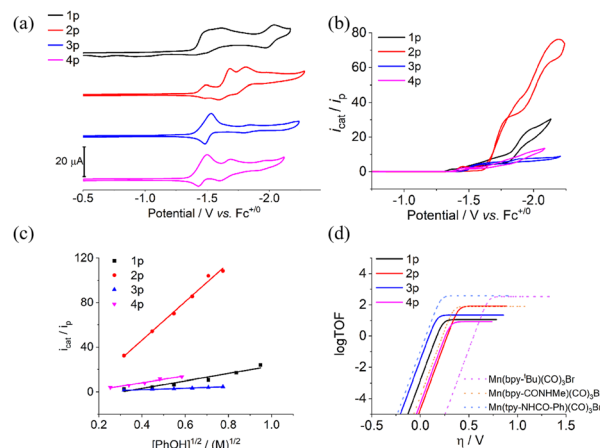 (a)
1p
2p
3p
4p
20 μA
-0.5 -1.0 -1.5 -2.0
Potential / V vs. Fc+/0
(b)
1p
2p
3p
4p
80
60
40
20
0
icat / ip
-1.0 -1.5 -2.0
Potential / V vs. Fc+/0
(c)
1p
2p
3p
4p
120
80
40
0
icat / ip
0.2 0.4 0.6 0.8 1.0
[PhOH]1/2 / (M)1/2
(d)
1p
2p
3p
4p
4
2
0
-2
-4
logTOF
Mn(bpy-tBu)(CO)3Br
Mn(bpy-CONHMe)(CO)3Br
Mn(bpy-NHCO-Ph)(CO)3Br
-0.5 0.0 0.5 1.0 1.5 2.0
η / V